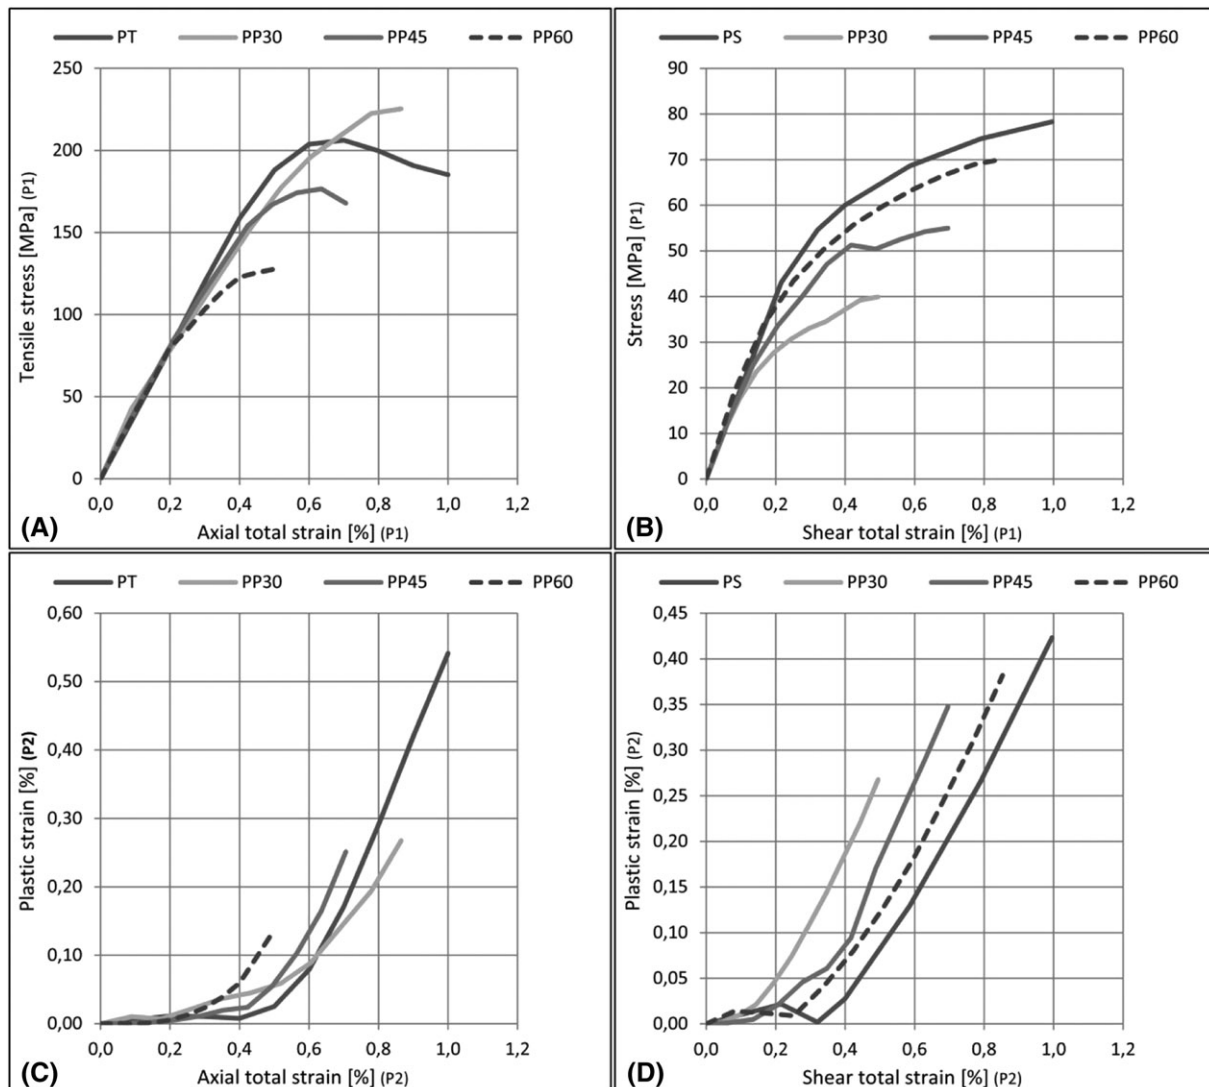 PT PP30 PP45 PP60
250
200
150
100
50
0
Tensile stress [MPa] (P1)
0,0 0,2 0,4 0,6 0,8 1,0 1,2
Axial total strain [%] (P1)
(A)
PS PP30 PP45 PP60
90
80
70
60
50
40
30
20
10
0
Stress [MPa] (P1)
0,0 0,2 0,4 0,6 0,8 1,0 1,2
Shear total strain [%] (P1)
(B)
PT PP30 PP45 PP60
0,60
0,50
0,40
0,30
0,20
0,10
0,00
Plastic strain [%] (P2)
0,0 0,2 0,4 0,6 0,8 1,0 1,2
Axial total strain [%] (P2)
(C)
PS PP30 PP45 PP60
0,45
0,40
0,35
0,30
0,25
0,20
0,15
0,10
0,05
0,00
Plastic strain [%] (P2)
0,0 0,2 0,4 0,6 0,8 1,0 1,2
Shear total strain [%] (P2)
(D)